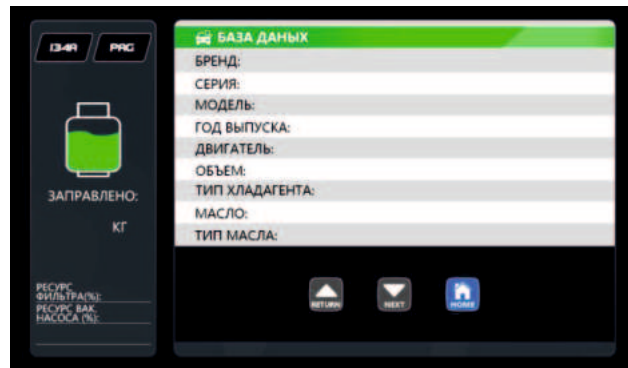 134A PAG
ЗАПРАВЛЕНО:
КГ
РЕСУРС
ФИЛЬТРА(%):
РЕСУРС ВАК.
НАСОСА (%):
БАЗА ДАНЫХ
БРЕНД:
СЕРИЯ:
МОДЕЛЬ:
ГОД ВЫПУСКА:
ДВИГАТЕЛЬ:
ОБЪЕМ:
ТИП ХЛАДАГЕНТА:
МАСЛО:
ТИП МАСЛА:
RETURN NEXT HOME